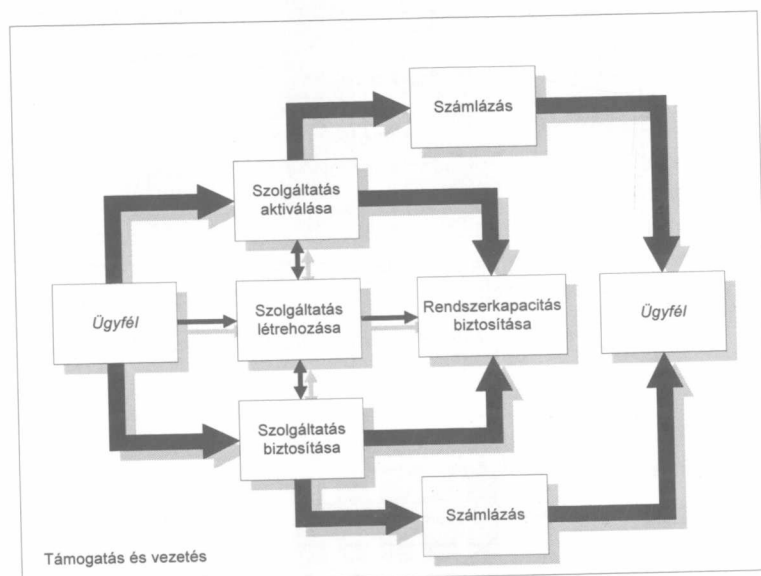 Számlázás
Szolgáltatás
aktiválása
Ügyfél
Szolgáltatás
létrehozása
Rendszerkapacitás
biztosítása
Ügyfél
Szolgáltatás
biztosítása
Számlázás
Támogatás és vezetés